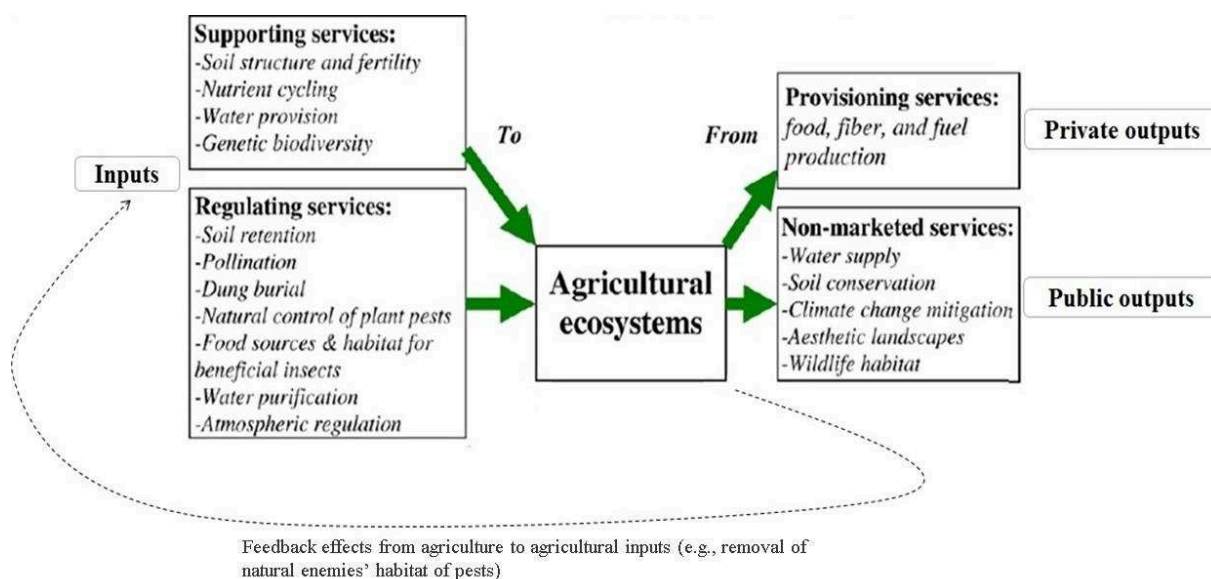 Supporting services:
-Soil structure and fertility
-Nutrient cycling
-Water provision
-Genetic biodiversity
Inputs
Regulating services:
-Soil retention
-Pollination
-Dung burial
-Natural control of plant pests
-Food sources & habitat for
beneficial insects
-Water purification
-Atmospheric regulation
To
Agricultural
ecosystems
From
Provisioning services:
food, fiber, and fuel
production
Private outputs
Non-marketed services:
-Water supply
-Soil conservation
-Climate change mitigation
-Aesthetic landscapes
-Wildlife habitat
Public outputs
Feedback effects from agriculture to agricultural inputs (e.g., removal of
natural enemies’ habitat of pests)